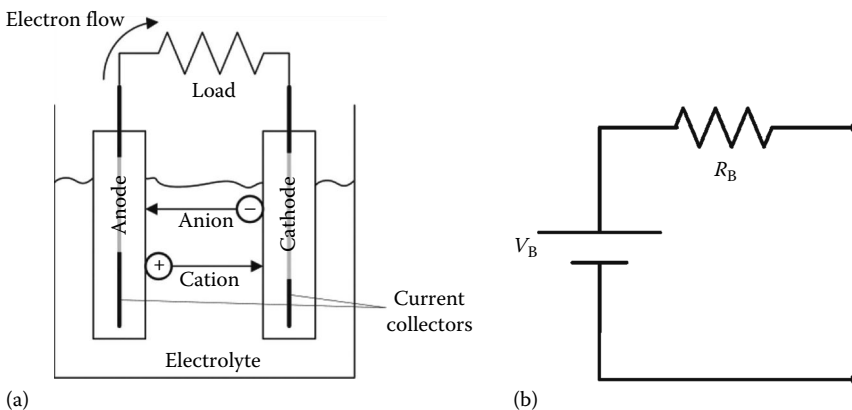 Electron flow
Load
Anode
Cathode
−
Anion
+
Cation
Current
collectors
Electrolyte
(a)
R_B
V_B
(b)